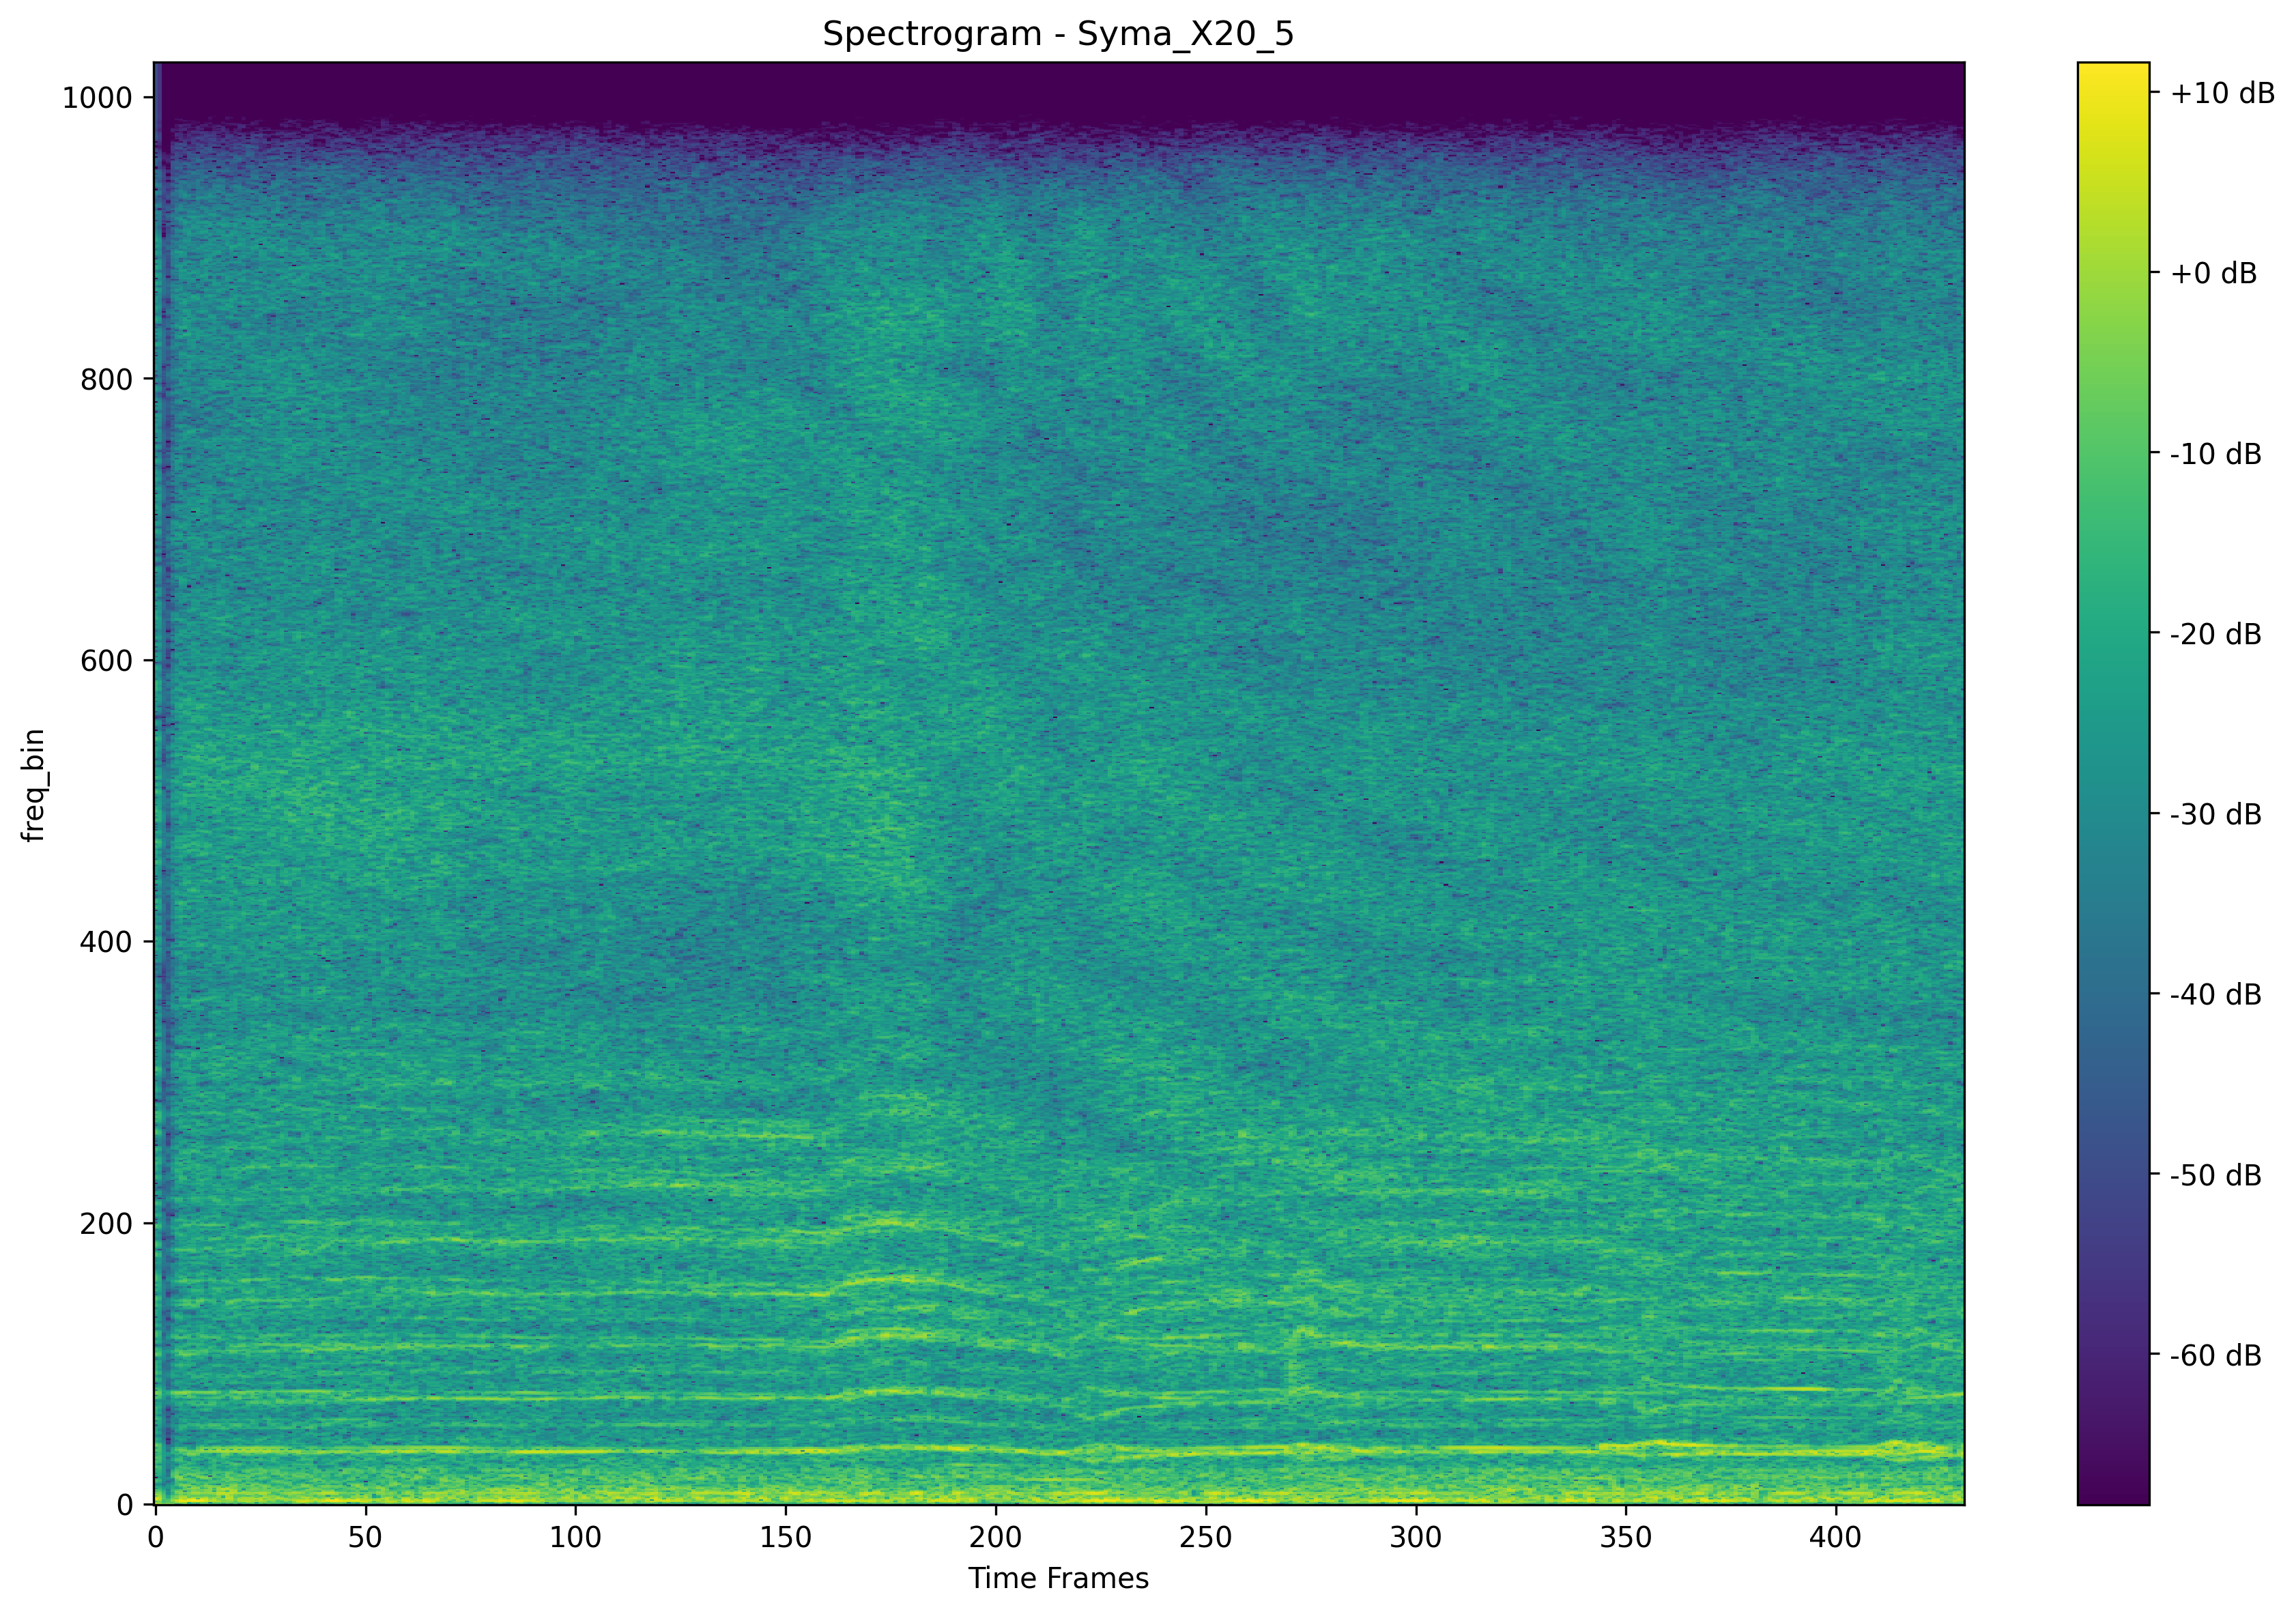 Spectrogram - Syma_X20_5
1000
800
600
400
200
0
freq_bin
0 50 100 150 200 250 300 350 400
Time Frames
+10 dB
+0 dB
-10 dB
-20 dB
-30 dB
-40 dB
-50 dB
-60 dB